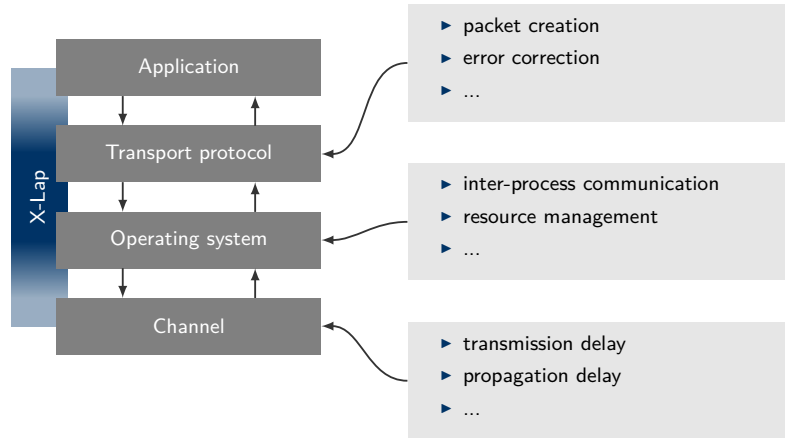 X-Lap
Application
Transport protocol
Operating system
Channel
► packet creation
► error correction
► ...
► inter-process communication
► resource management
► ...
► transmission delay
► propagation delay
► ...